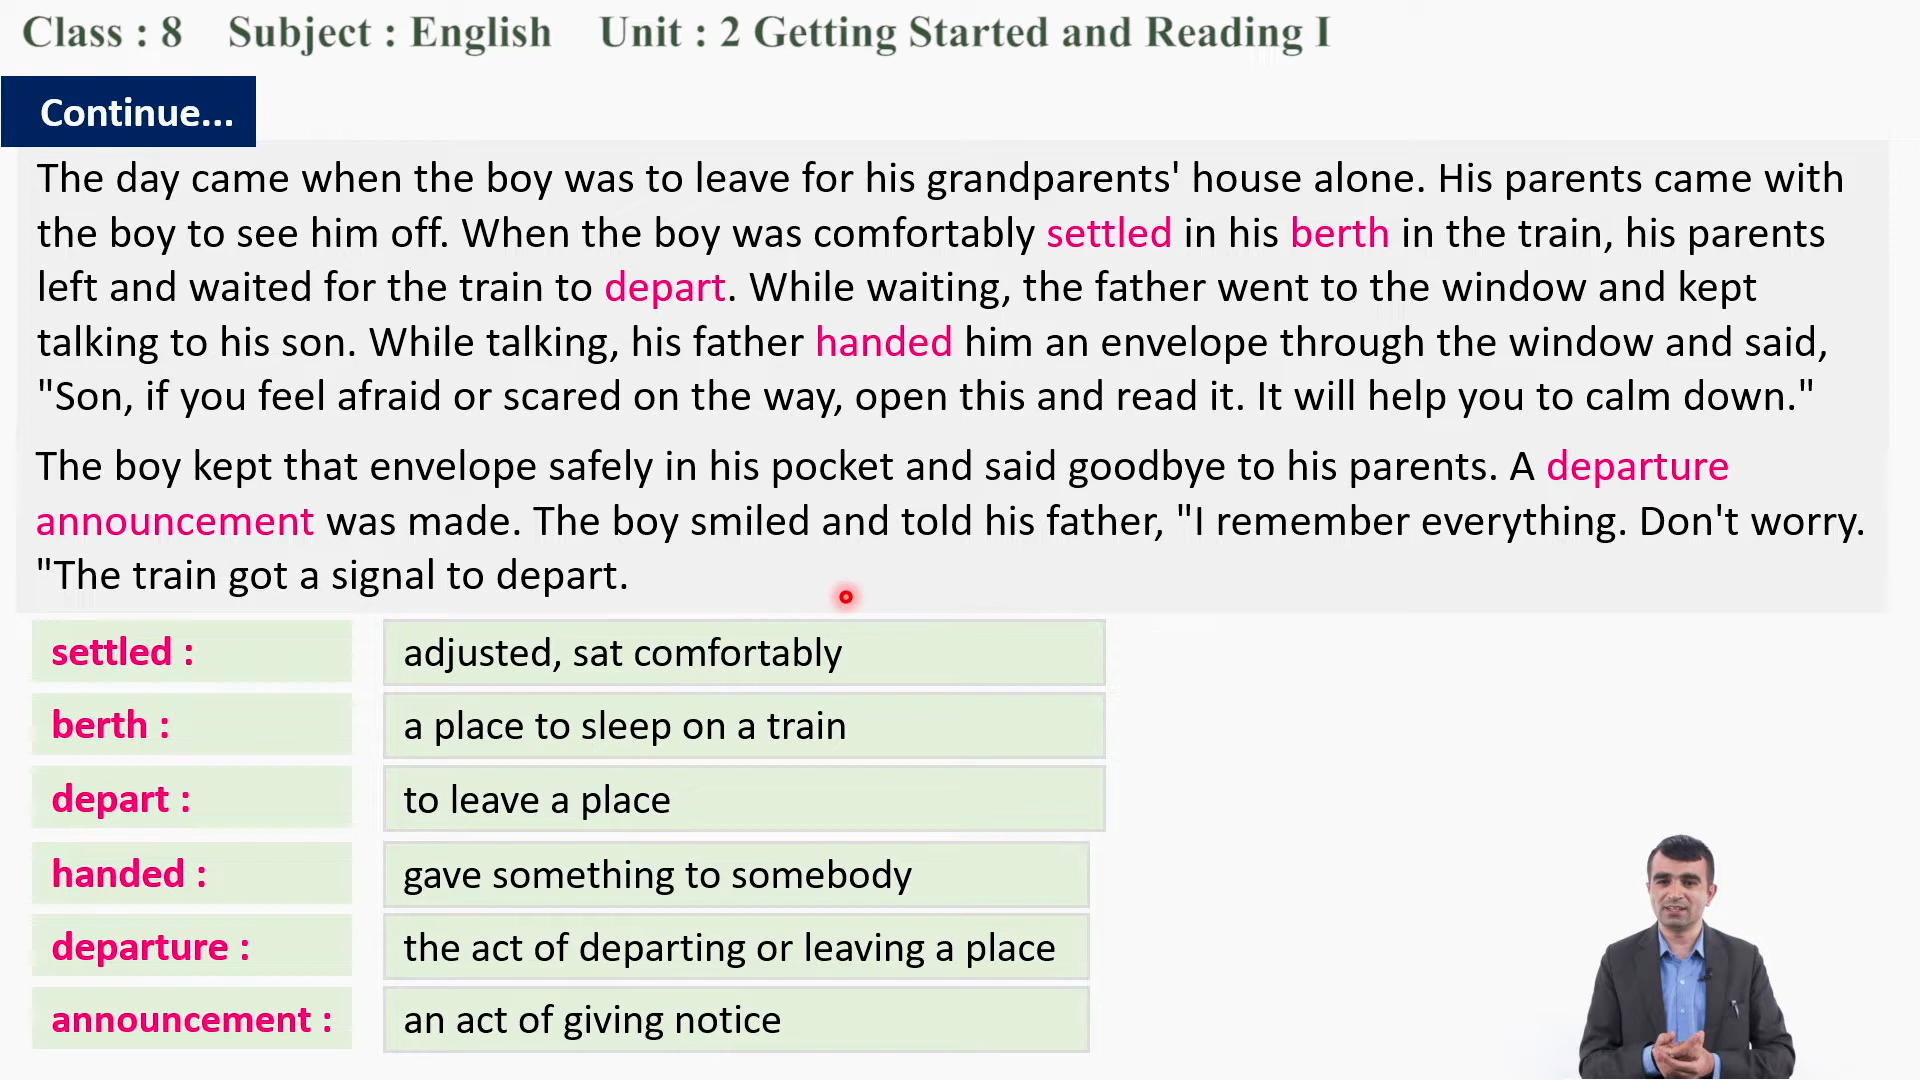 Class : 8 Subject : English Unit : 2 Getting Started and Reading I
Continue...
The day came when the boy was to leave for his grandparents' house alone. His parents came with
the boy to see him off. When the boy was comfortably settled in his berth in the train, his parents
left and waited for the train to depart. While waiting, the father went to the window and kept
talking to his son. While talking, his father handed him an envelope through the window and said,
"Son, if you feel afraid or scared on the way, open this and read it. It will help you to calm down."
The boy kept that envelope safely in his pocket and said goodbye to his parents. A departure
announcement was made. The boy smiled and told his father, "I remember everything. Don't worry.
"The train got a signal to depart.
settled : adjusted, sat comfortably
berth : a place to sleep on a train
depart : to leave a place
handed : gave something to somebody
departure : the act of departing or leaving a place
announcement : an act of giving notice